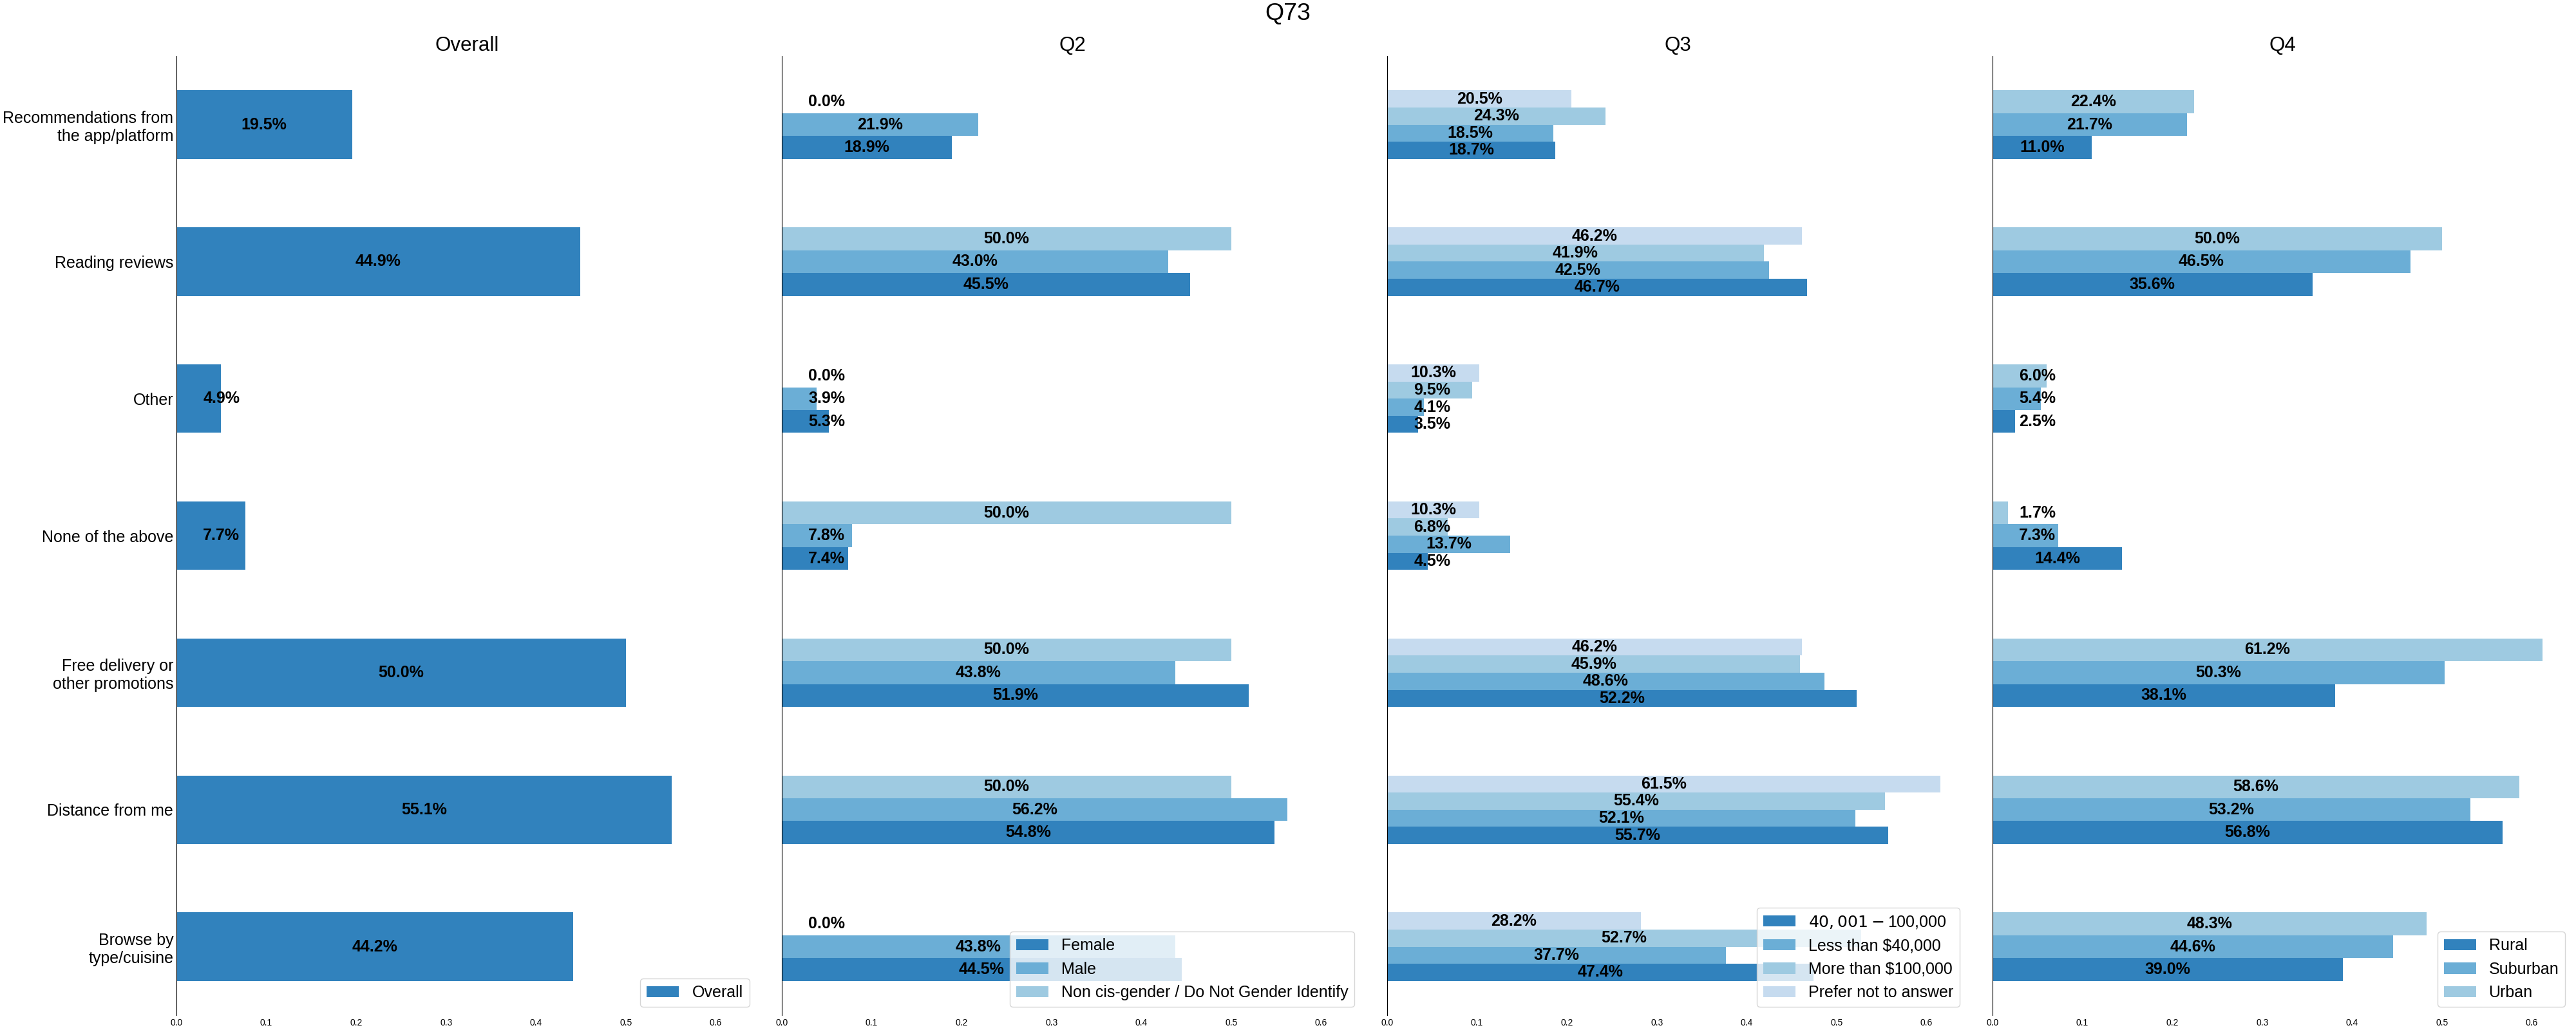 Q73
Overall
Q2
Q3
Q4
Recommendations from
the app/platform
19.5%
0.0%
21.9%
18.9%
20.5%
24.3%
18.5%
18.7%
22.4%
21.7%
11.0%
Reading reviews
44.9%
50.0%
43.0%
45.5%
46.2%
41.9%
42.5%
46.7%
50.0%
46.5%
35.6%
Other
4.9%
0.0%
3.9%
5.3%
10.3%
9.5%
4.1%
3.5%
6.0%
5.4%
2.5%
None of the above
7.7%
50.0%
7.8%
7.4%
10.3%
6.8%
13.7%
4.5%
1.7%
7.3%
14.4%
Free delivery or
other promotions
50.0%
50.0%
43.8%
51.9%
46.2%
45.9%
48.6%
52.2%
61.2%
50.3%
38.1%
Distance from me
55.1%
50.0%
56.2%
54.8%
61.5%
55.4%
52.1%
55.7%
58.6%
53.2%
56.8%
Browse by
type/cuisine
44.2%
0.0%
43.8%
44.5%
28.2%
52.7%
37.7%
47.4%
48.3%
44.6%
39.0%
Overall
Female
Male
Non cis-gender / Do Not Gender Identify
40,001-100,000
Less than $40,000
More than $100,000
Prefer not to answer
Rural
Suburban
Urban
0.0 0.1 0.2 0.3 0.4 0.5 0.6
0.0 0.1 0.2 0.3 0.4 0.5 0.6
0.0 0.1 0.2 0.3 0.4 0.5 0.6
0.0 0.1 0.2 0.3 0.4 0.5 0.6